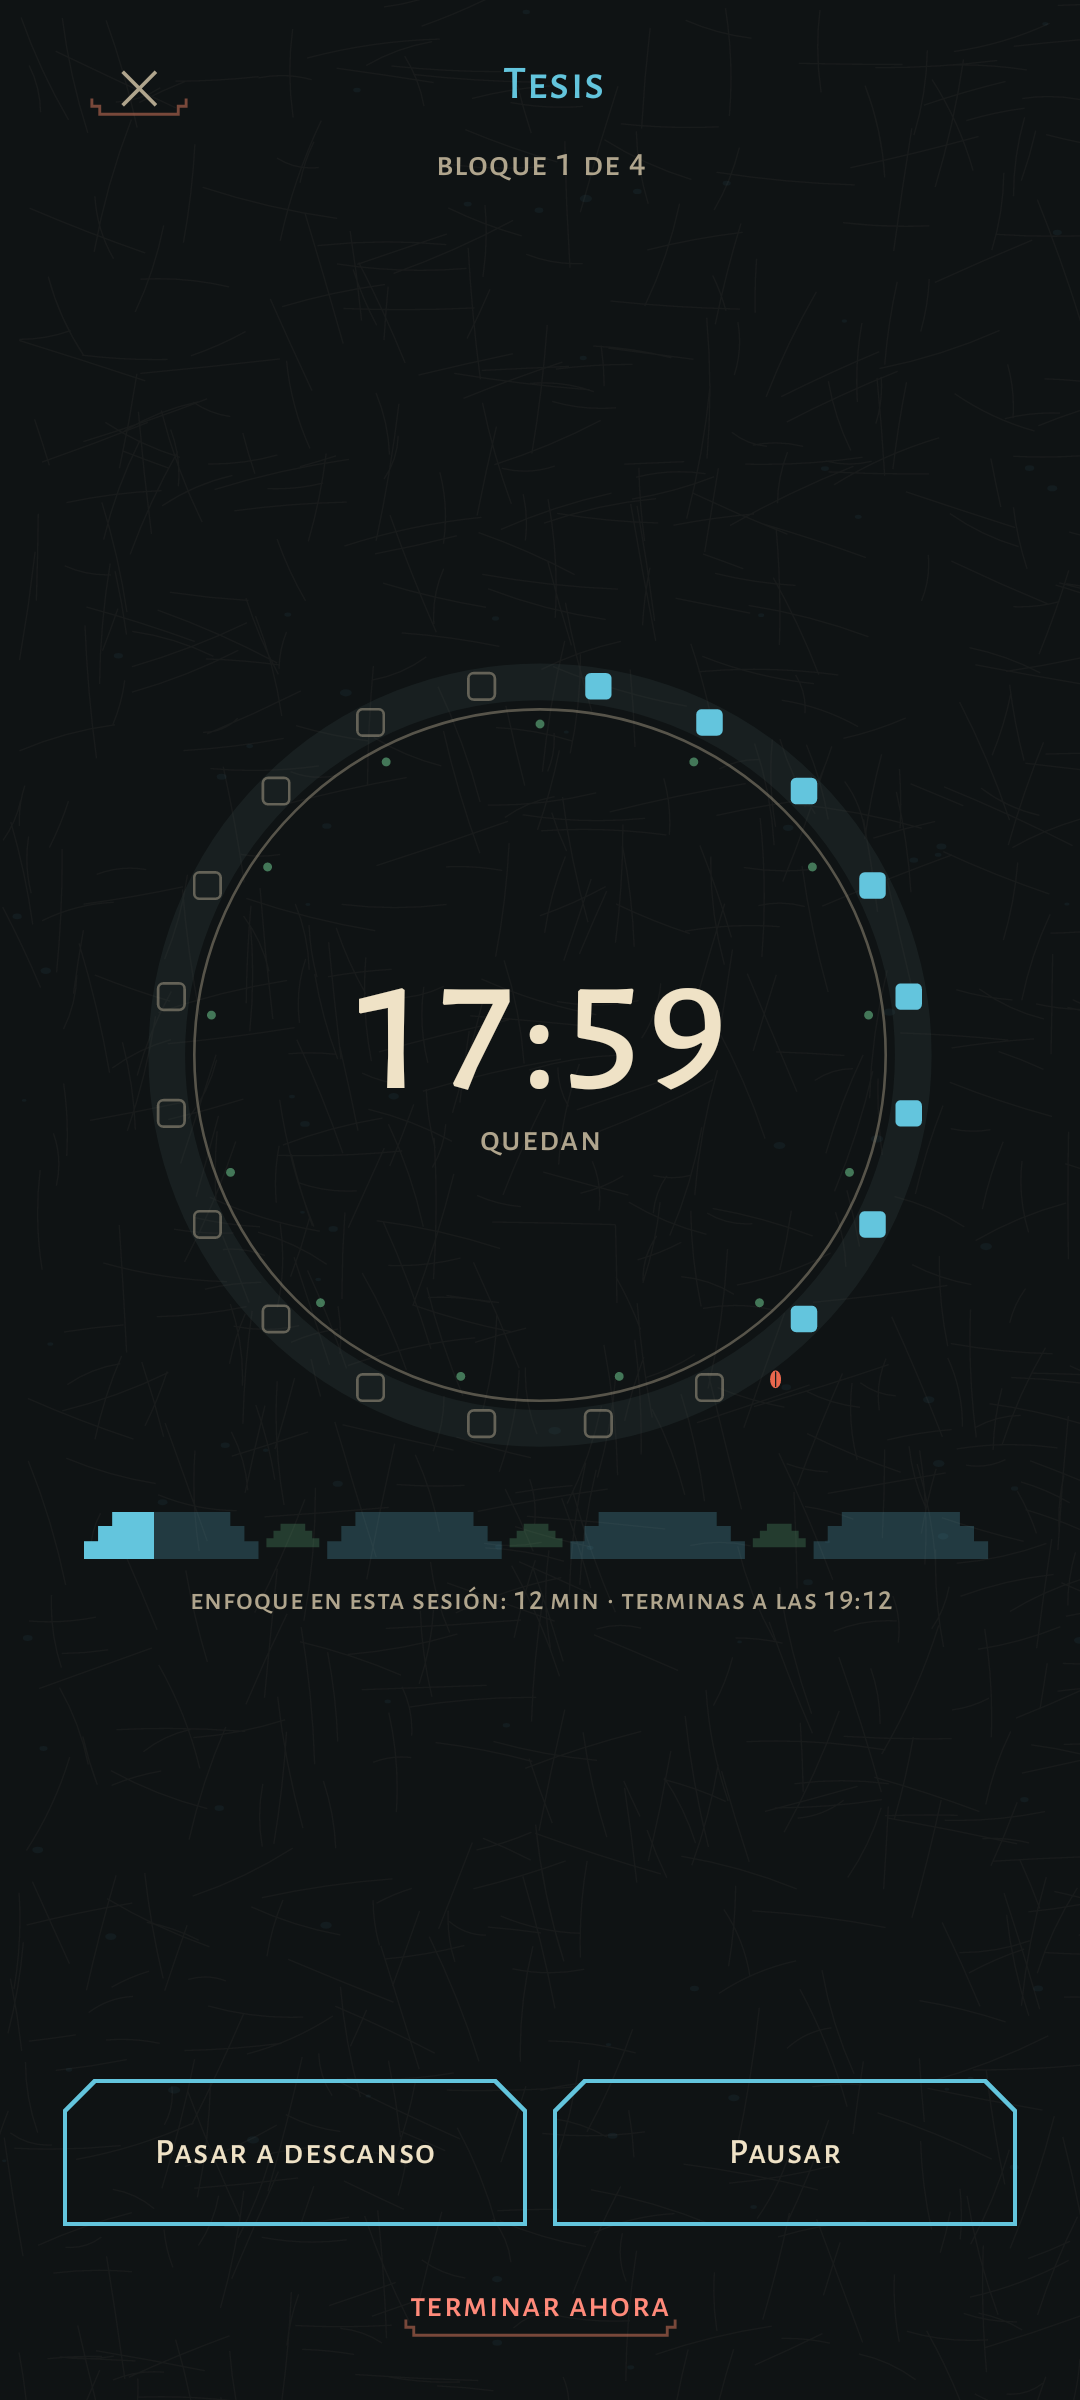 Tesis
BLOQUE 1 DE 4
17:59
QUEDAN
ENFOQUE EN ESTA SESIÓN: 12 MIN · TERMINAS A LAS 19:12
Pasar a descanso
Pausar
TERMINAR AHORA